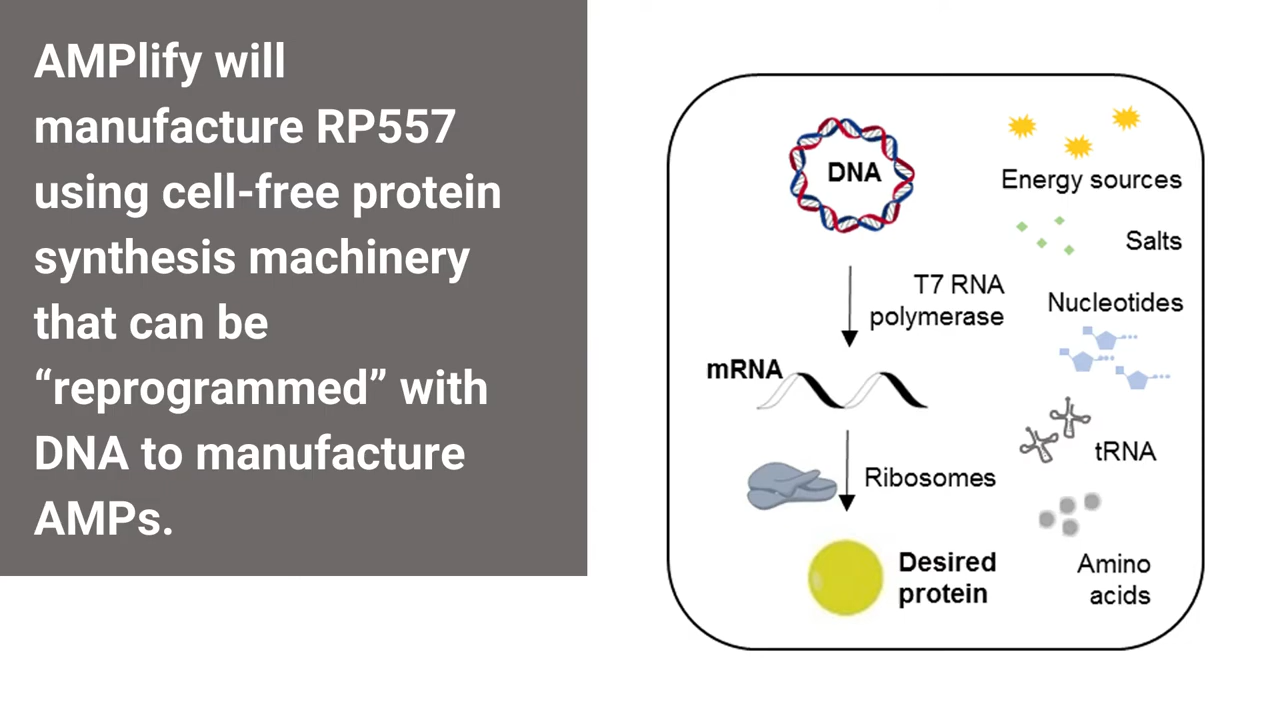 AMPlify will
manufacture RP557
using cell-free protein
synthesis machinery
that can be
“reprogrammed” with
DNA to manufacture
AMPs.
DNA
T7 RNA
polymerase
mRNA
Ribosomes
Desired
protein
Energy sources
Salts
Nucleotides
tRNA
Amino
acids